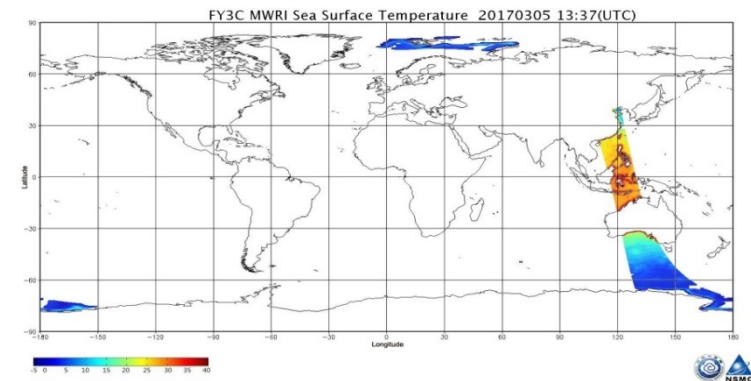 FY3C MWRI Sea Surface Temperature 20170305 13:37(UTC)
90
60
30
0
-30
-60
-90
Latitude
-180 -150 -120 -90 -60 -30 0 30 60 90 120 150 180
Longitude
-5 0 5 10 15 20 25 30 35 40
NSMC